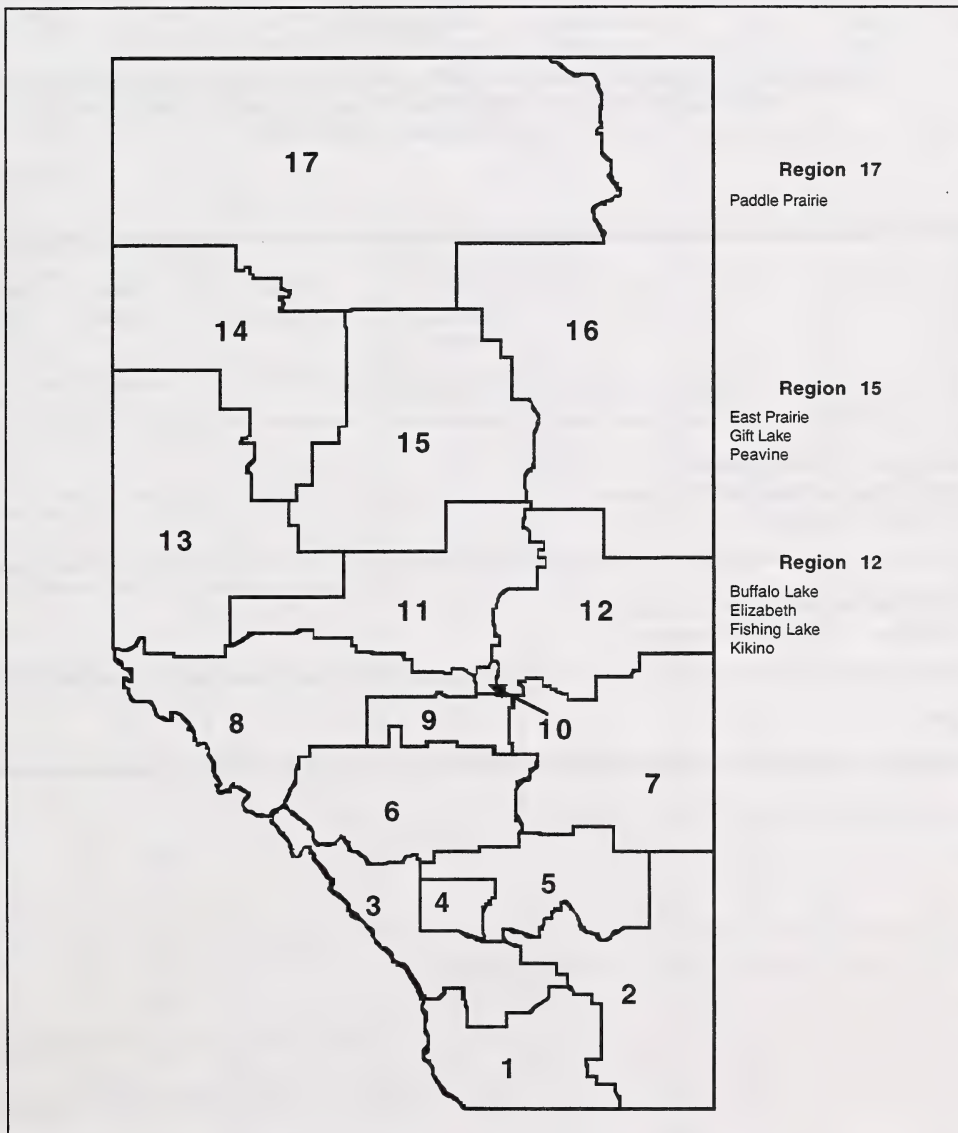 17
Region 17
Paddle Prairie
14
16
Region 15
East Prairie
Gift Lake
Peavine
15
13
Region 12
Buffalo Lake
Elizabeth
Fishing Lake
Kikino
11
12
8
9
10
7
6
5
4
3
2
1